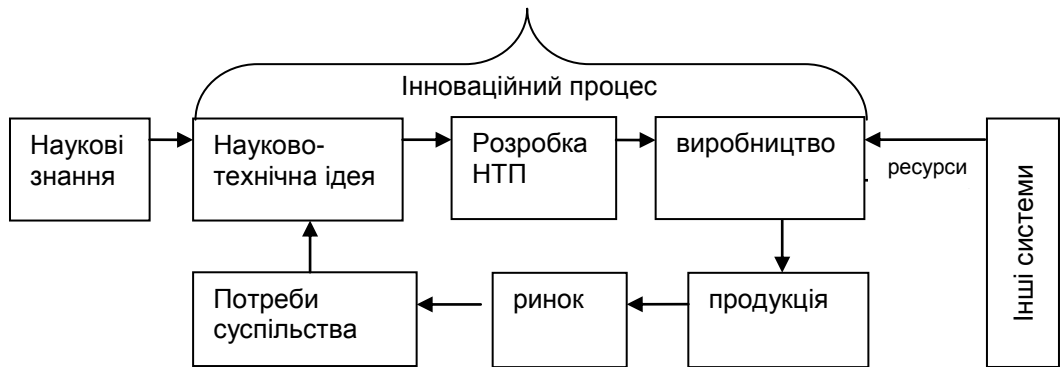 Інноваційний процес
Наукові
знання
Науково-
технічна ідея
Розробка
НТП
виробництво
ресурси
Інші системи
Потреби
суспільства
ринок
продукція